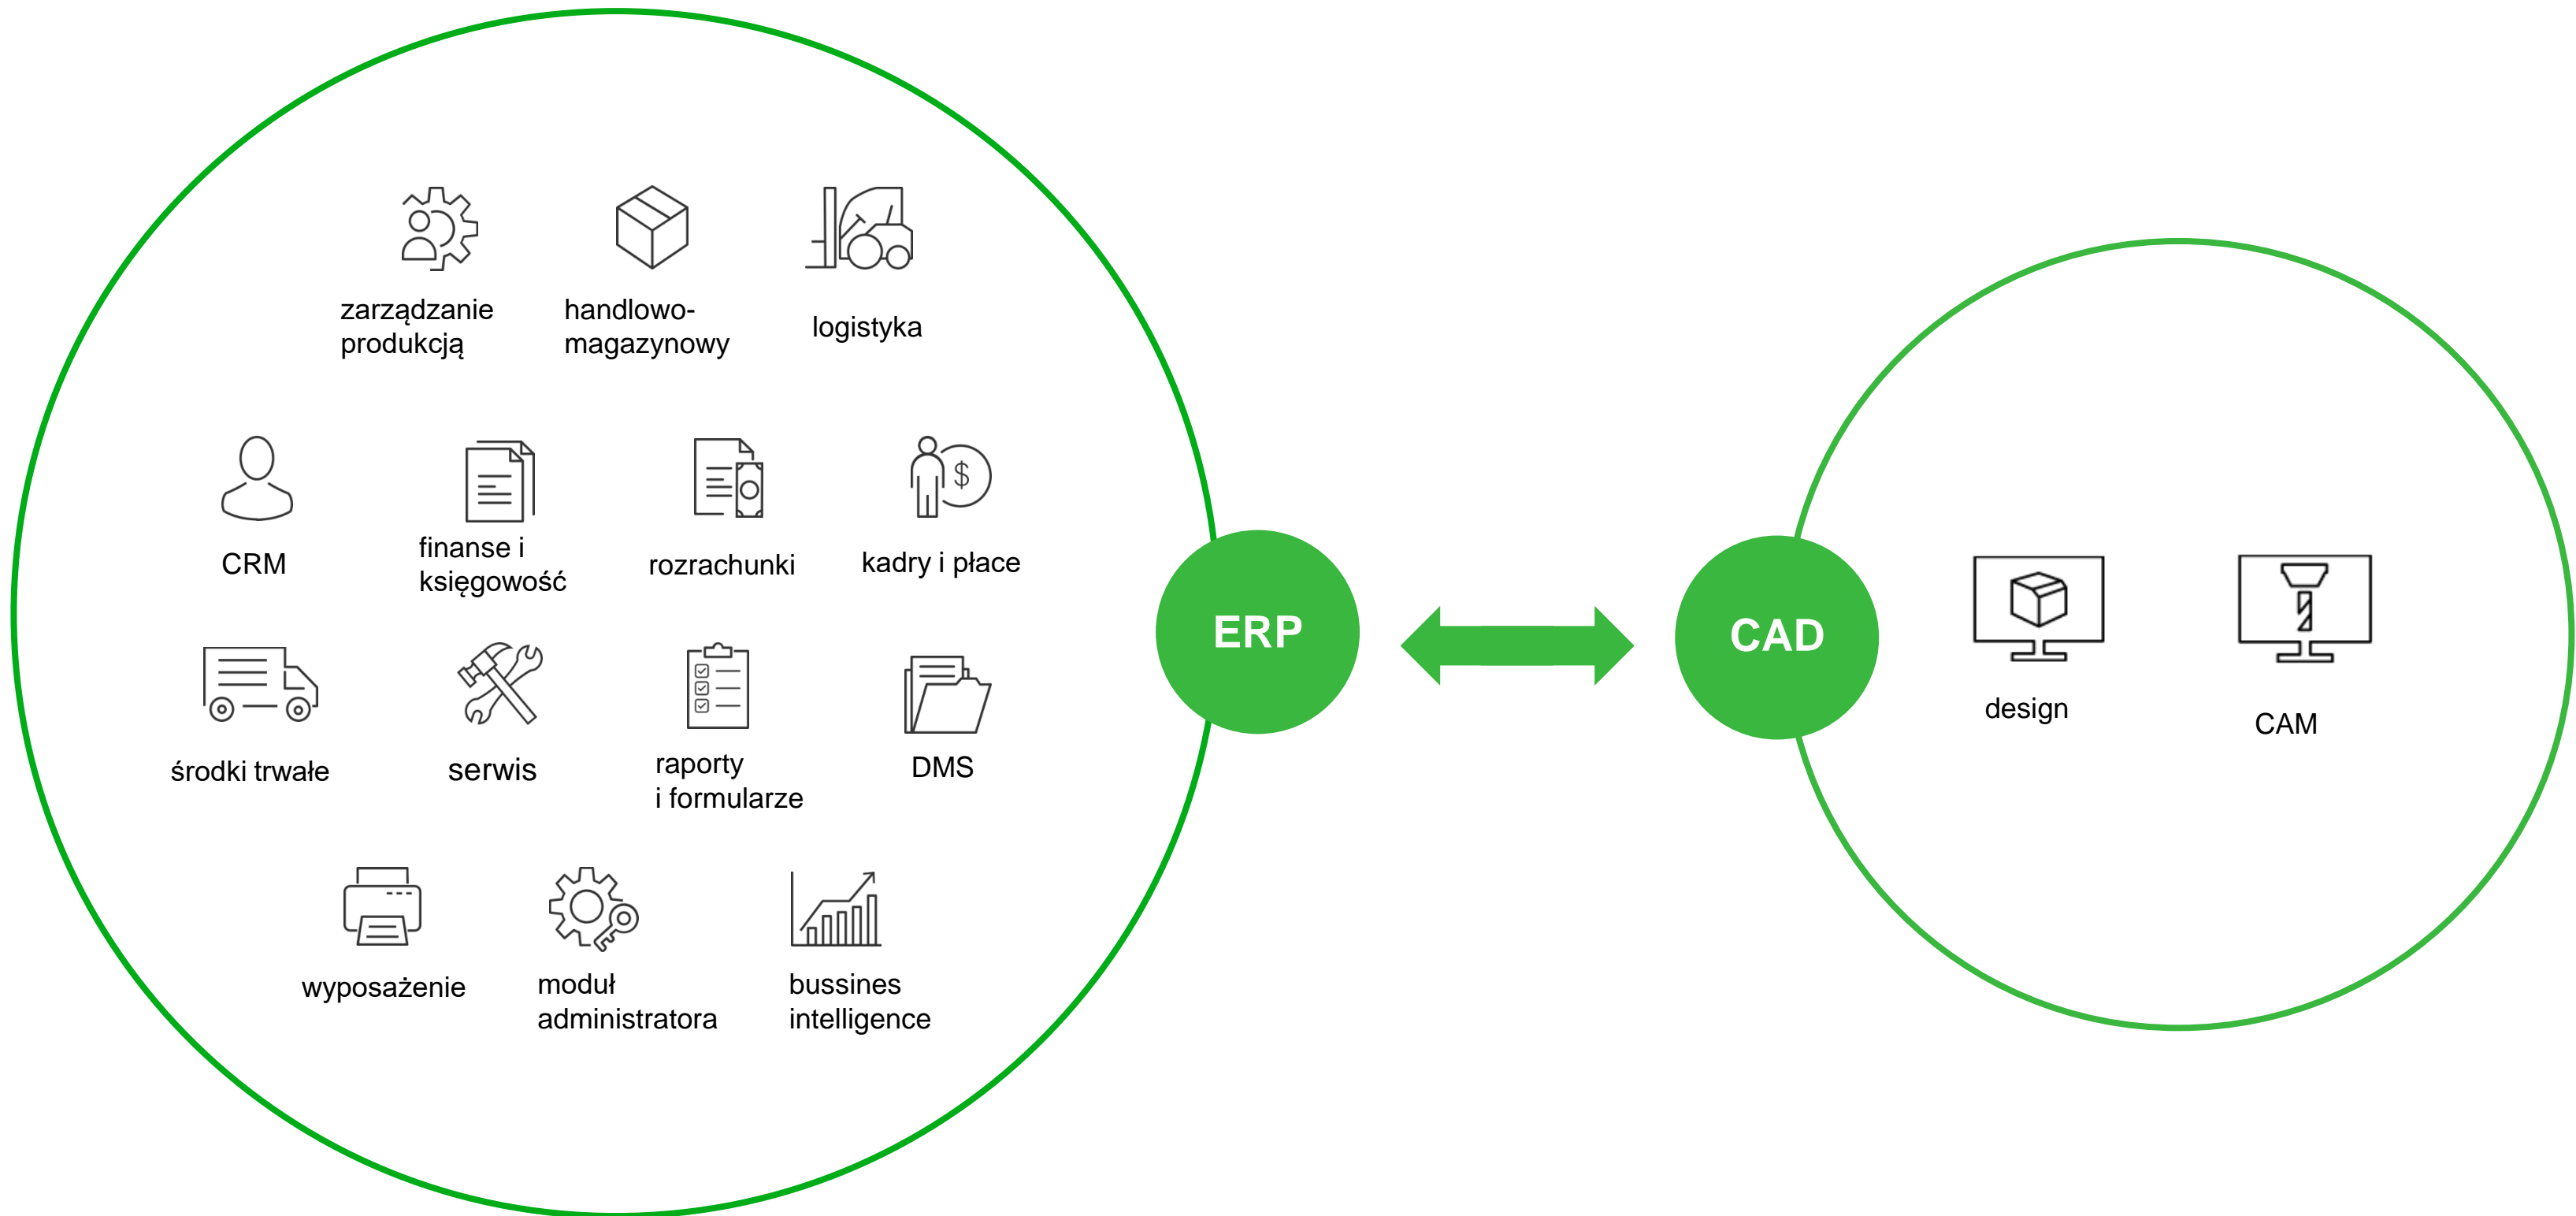 zarządzanie
produkcją
handlowo-
magazynowy
logistyka
CRM
finanse i
księgowość
rozrachunki
kadry i płace
$
środki trwałe
serwis
raporty
i formularze
DMS
wyposażenie
moduł
administratora
bussines
intelligence
ERP
CAD
design
CAM